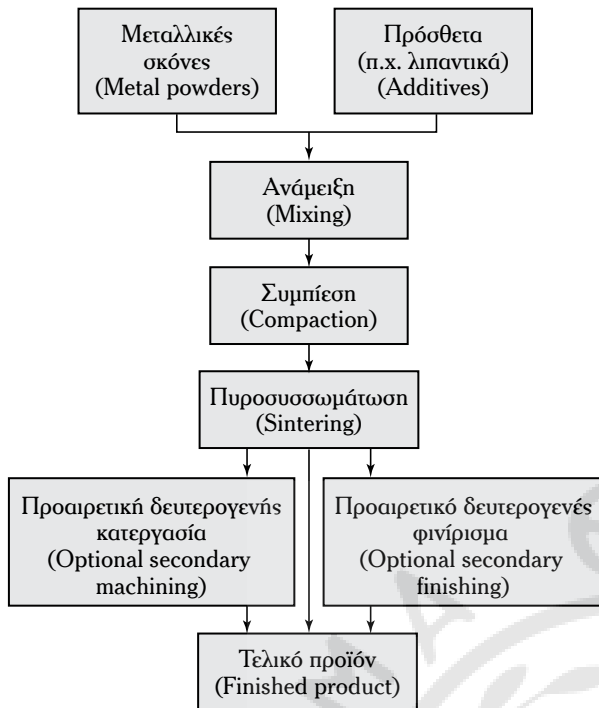 Μεταλλικές
σκόνες
(Metal powders)
Πρόσθετα
(π.χ. λιπαντικά)
(Additives)
Ανάμειξη
(Mixing)
Συμπίεση
(Compaction)
Πυροσυσσωμάτωση
(Sintering)
Προαιρετική δευτερογενής
κατεργασία
(Optional secondary
machining)
Προαιρετικό δευτερογενές
φινίρισμα
(Optional secondary
finishing)
Τελικό προϊόν
(Finished product)